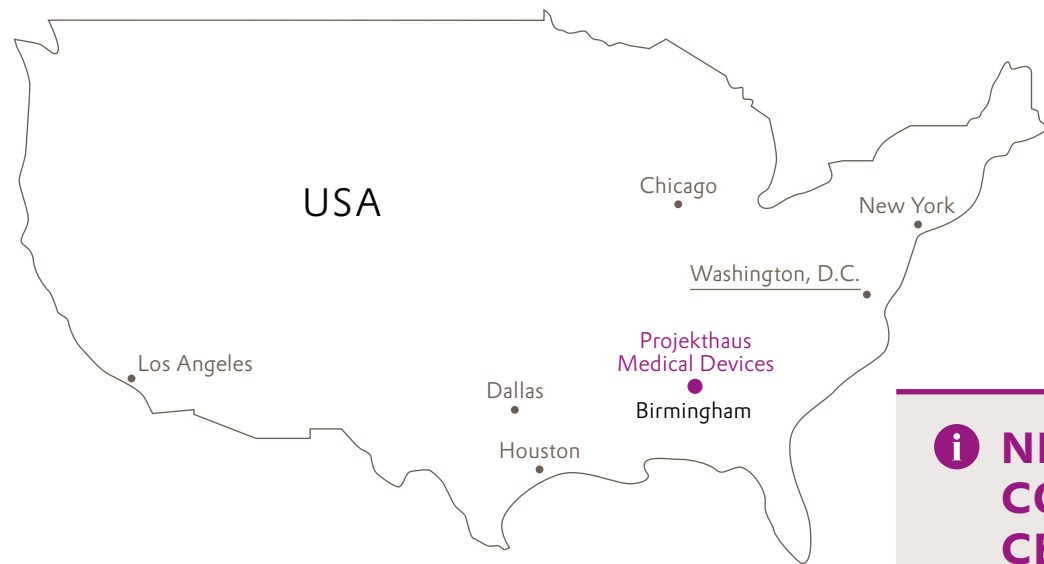 Chicago
USA
New York
Washington, D.C.
Projekthaus
Medical Devices
Los Angeles
Dallas
Birmingham
Houston
i